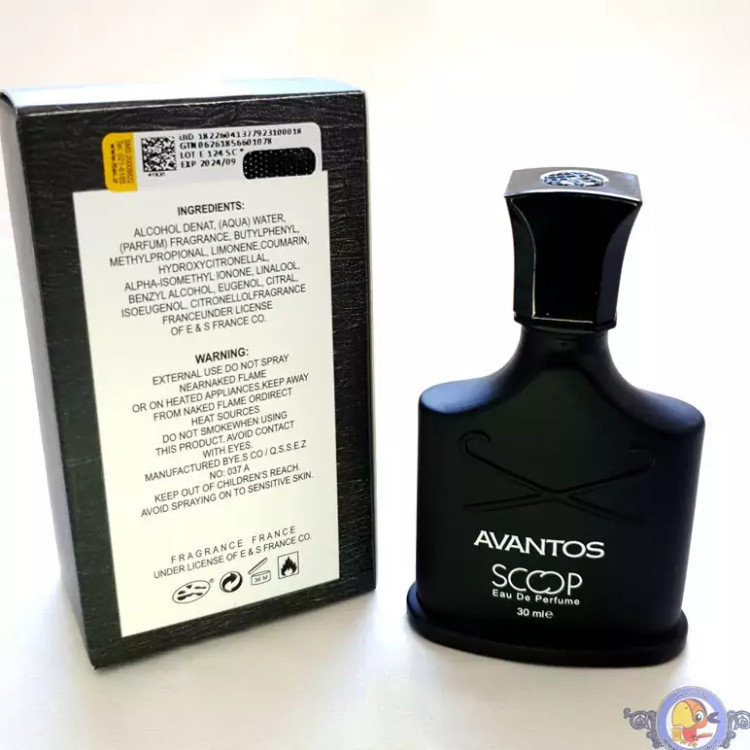 UID 18226041377923100018
GTIN 06261856601078
LOT E 124 SC *
EXP 2024/09
INGREDIENTS:
ALCOHOL DENAT, (AQUA) WATER,
(PARFUM) FRAGRANCE, BUTYLPHENYL,
METHYLPROPIONAL, LIMONENE,COUMARIN,
HYDROXYCITRONELLAL,
ALPHA-ISOMETHYL IONONE, LINALOOL,
BENZYL ALCOHOL, EUGENOL, CITRAL,
ISOEUGENOL, CITRONELLOLFRAGRANCE
FRANCEUNDER LICENSE
OF E & S FRANCE CO.
WARNING:
EXTERNAL USE DO NOT SPRAY
NEARNAKED FLAME
OR ON HEATED APPLIANCES.KEEP AWAY
FROM NAKED FLAME ORDIRECT
HEAT SOURCES
DO NOT SMOKEWHEN USING
THIS PRODUCT. AVOID CONTACT
WITH EYES.
MANUFACTURED BYE.S CO / Q.S.S.E.Z
NO: 037 A
KEEP OUT OF CHILDREN'S REACH.
AVOID SPRAYING ON TO SENSITIVE SKIN.
FRAGRANCE FRANCE
UNDER LICENSE OF E & S FRANCE CO.
36 M
AVANTOS
SCOOP
Eau De Perfume
30 ml℮